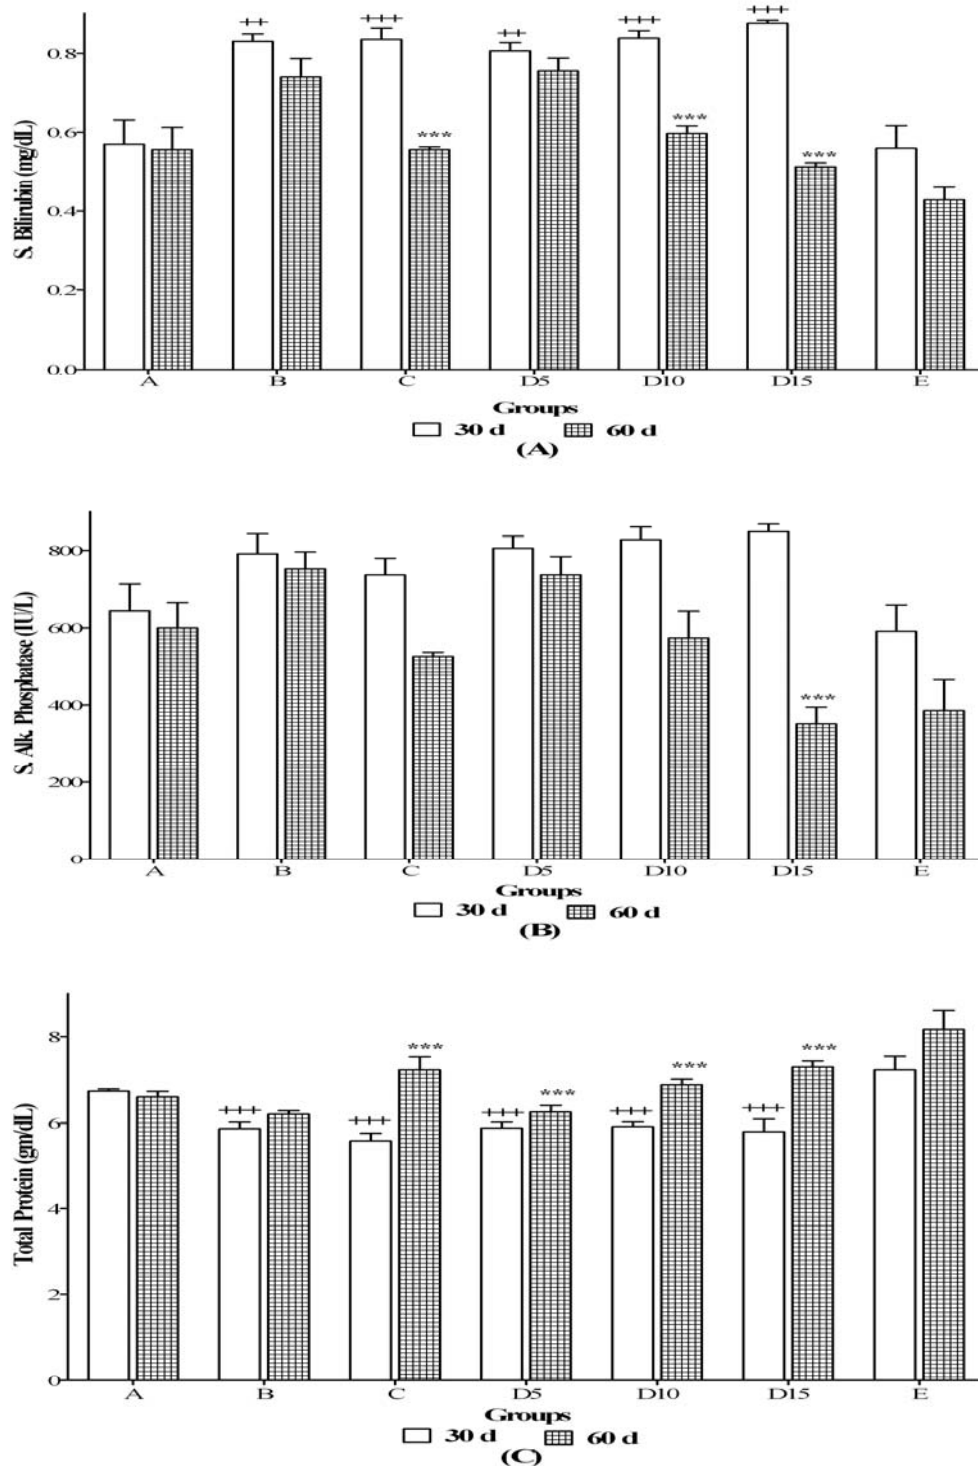 +++
+++
+++
++
++
0.8
***
0.6
***
***
0.4
0.2
0.0
S. Bilirubin (mg/dL)
A B C D5 D10 D15 E
Groups
30 d 60 d
(A)
800
600
***
400
200
0
S. Alk. Phosphatase (IU/L)
A B C D5 D10 D15 E
Groups
30 d 60 d
(B)
8
***
***
***
***
+++
+++
+++
+++
+++
6
4
2
0
Total Protein (gm/dL)
A B C D5 D10 D15 E
Groups
30 d 60 d
(C)